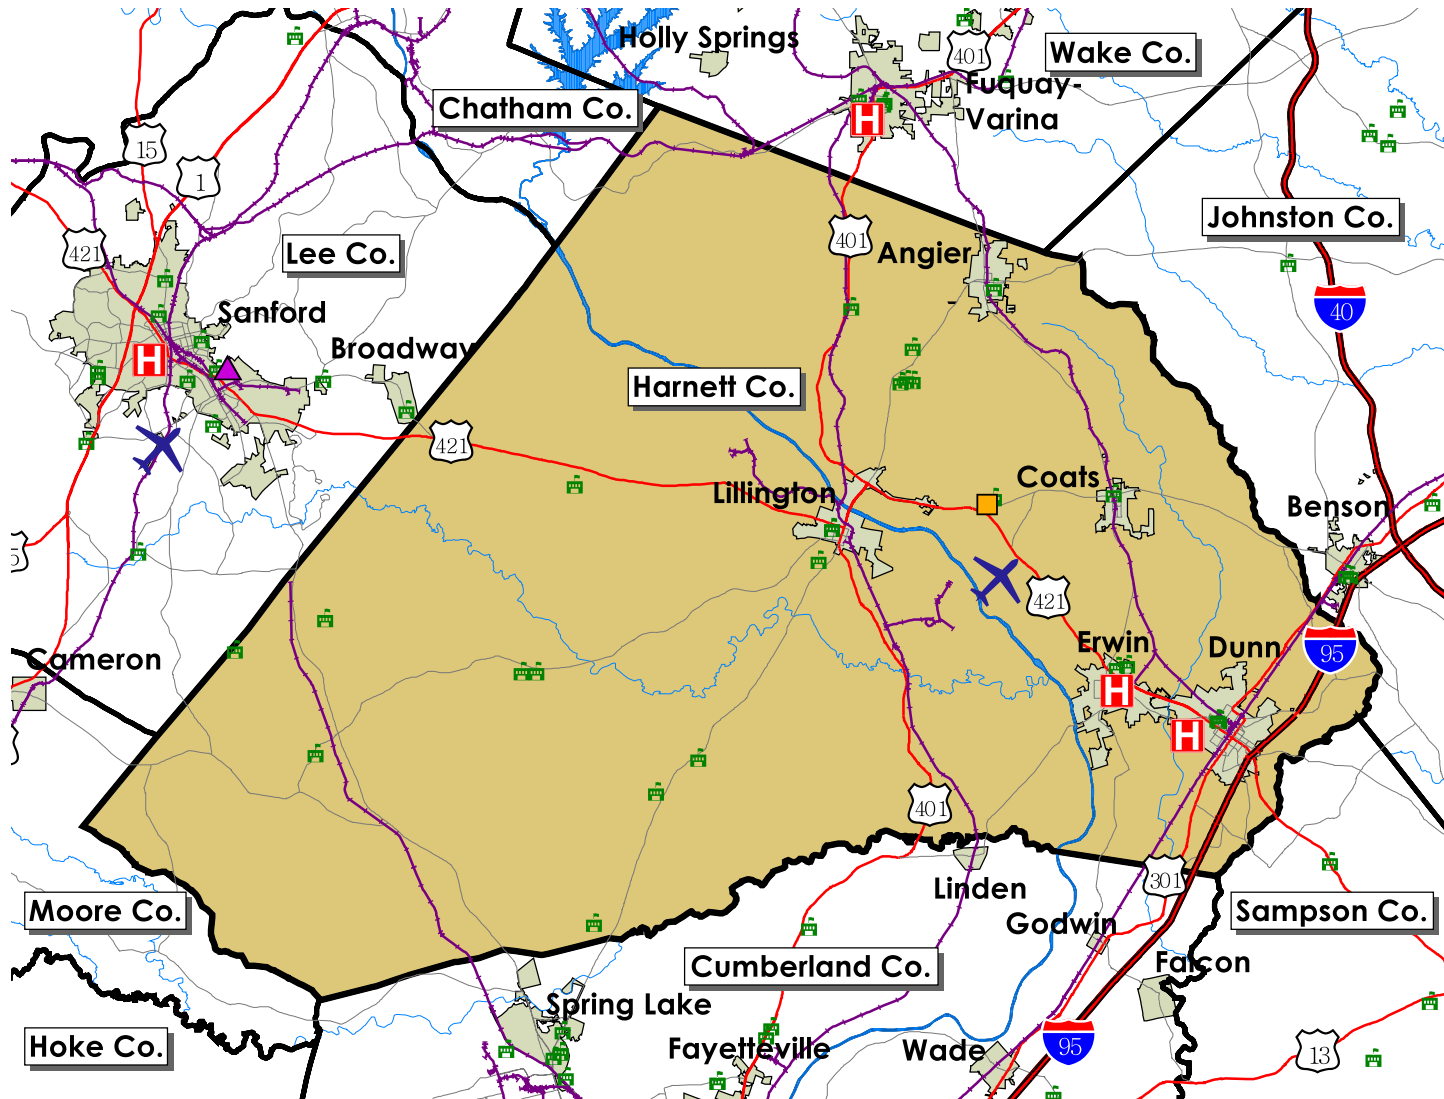 Holly Springs
401
Wake Co.
Fuquay-
Varina
Chatham Co.
15
1
Johnston Co.
421
Lee Co.
401
Angier
40
Sanford
Broadway
Harnett Co.
421
Coats
Lillington
Benson
5
421
Erwin
Dunn
95
Cameron
401
301
Linden
Moore Co.
Sampson Co.
Godwin
Cumberland Co.
Falcon
Spring Lake
Hoke Co.
Fayetteville
Wade
95
13
H
H
H
H